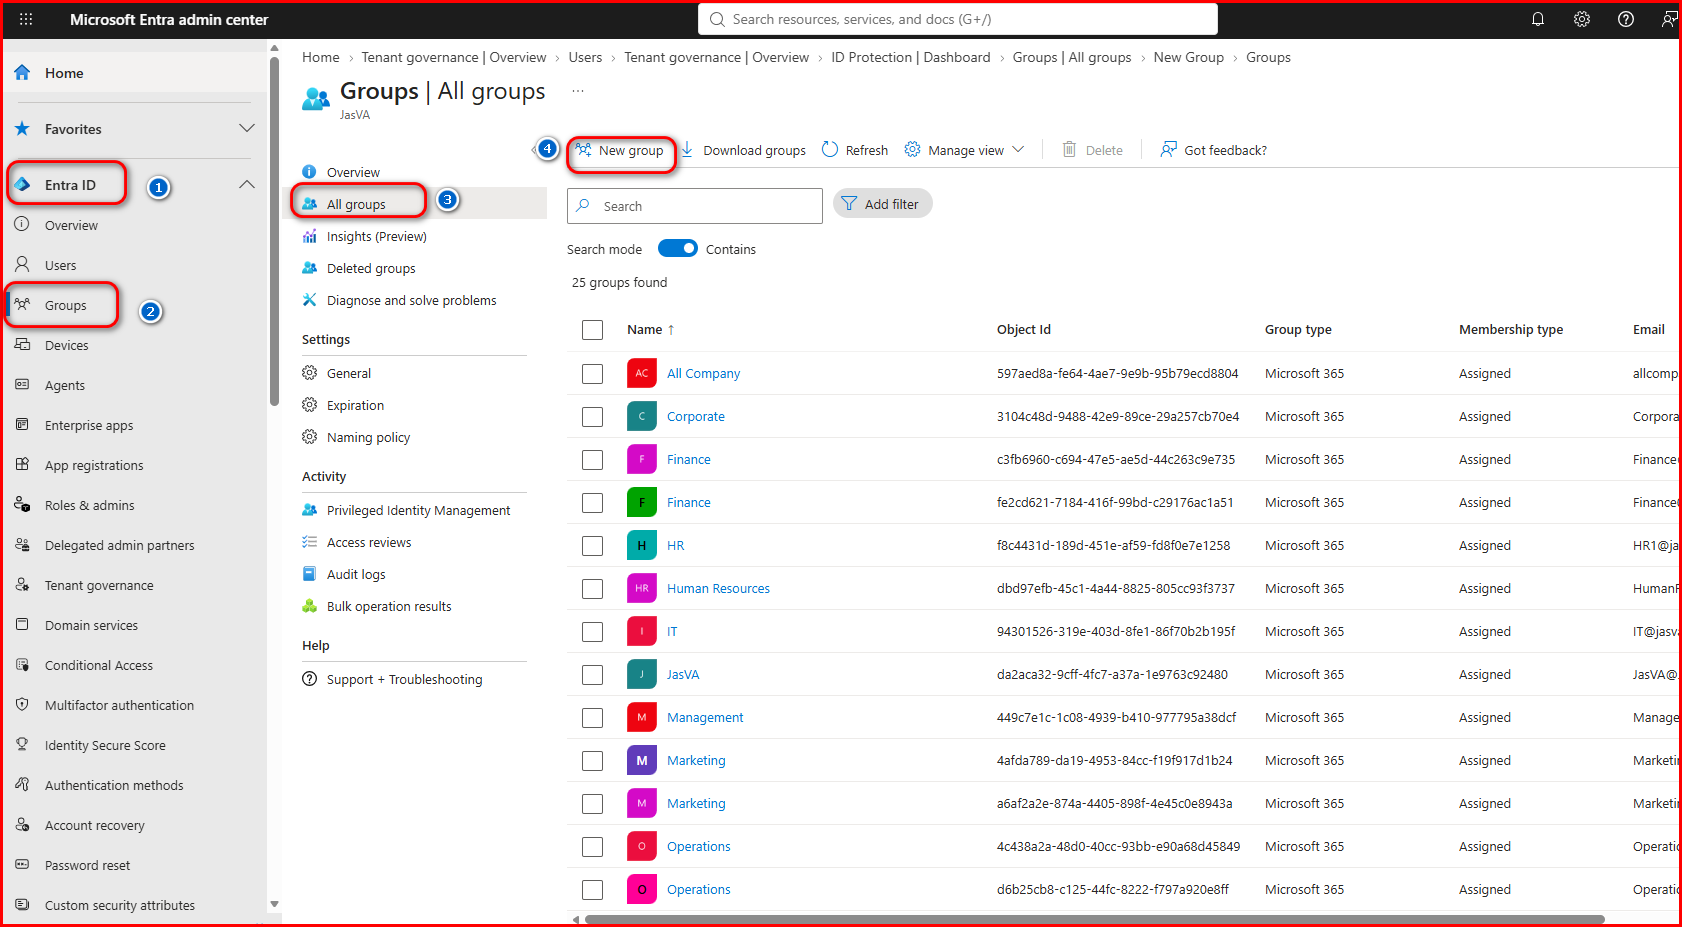 Microsoft Entra admin center
Search resources, services, and docs (G+/)
Home
Favorites
Entra ID
1
Overview
Users
Groups
2
Devices
Agents
Enterprise apps
App registrations
Roles & admins
Delegated admin partners
Tenant governance
Domain services
Conditional Access
Multifactor authentication
Identity Secure Score
Authentication methods
Account recovery
Password reset
Custom security attributes
Home > Tenant governance | Overview > Users > Tenant governance | Overview > ID Protection | Dashboard > Groups | All groups > New Group > Groups
Groups | All groups ...
JasVA
Overview
All groups
3
Insights (Preview)
Deleted groups
Diagnose and solve problems
Settings
General
Expiration
Naming policy
Activity
Privileged Identity Management
Access reviews
Audit logs
Bulk operation results
Help
Support + Troubleshooting
4 New group Download groups Refresh Manage view Delete Got feedback?
Search Add filter
Search mode Contains
25 groups found
Name ↑ Object Id Group type Membership type Email
AC All Company 597aed8a-fe64-4ae7-9e9b-95b79ecd8804 Microsoft 365 Assigned allcomp
C Corporate 3104c48d-9488-42e9-89ce-29a257cb70e4 Microsoft 365 Assigned Corpora
F Finance c3fb6960-c694-47e5-ae5d-44c263c9e735 Microsoft 365 Assigned Finance
F Finance fe2cd621-7184-416f-99bd-c29176ac1a51 Microsoft 365 Assigned Finance
H HR f8c4431d-189d-451e-af59-fd8f0e7e1258 Microsoft 365 Assigned HR1@ja
HR Human Resources dbd97efb-45c1-4a44-8825-805cc93f3737 Microsoft 365 Assigned Human
I IT 94301526-319e-403d-8fe1-86f70b2b195f Microsoft 365 Assigned IT@jasv
J JasVA da2aca32-9cff-4fc7-a37a-1e9763c92480 Microsoft 365 Assigned JasVA@
M Management 449c7e1c-1c08-4939-b410-977795a38dcf Microsoft 365 Assigned Manage
M Marketing 4afda789-da19-4953-84cc-f19f917d1b24 Microsoft 365 Assigned Marketi
M Marketing a6af2a2e-874a-4405-898f-4e45c0e8943a Microsoft 365 Assigned Marketi
O Operations 4c438a2a-48d0-40cc-93bb-e90a68d45849 Microsoft 365 Assigned Operati
O Operations d6b25cb8-c125-44fc-8222-f797a920e8ff Microsoft 365 Assigned Operati